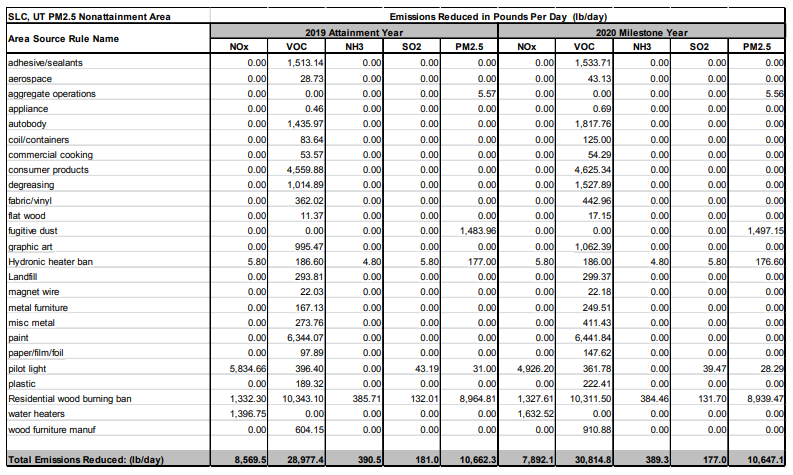 SLC, UT PM2.5 Nonattainment Area Emissions Reduced in Pounds Per Day (lb/day)
Area Source Rule Name 2019 Attainment Year 2020 Milestone Year
NOx VOC NH3 SO2 PM2.5 NOx VOC NH3 SO2 PM2.5
adhesive/sealants 0.00 1,513.14 0.00 0.00 0.00 0.00 1,533.71 0.00 0.00 0.00
aerospace 0.00 28.73 0.00 0.00 0.00 0.00 43.13 0.00 0.00 0.00
aggregate operations 0.00 0.00 0.00 0.00 5.57 0.00 0.00 0.00 0.00 5.56
appliance 0.00 0.46 0.00 0.00 0.00 0.00 0.69 0.00 0.00 0.00
autobody 0.00 1,435.97 0.00 0.00 0.00 0.00 1,817.76 0.00 0.00 0.00
coil/containers 0.00 83.64 0.00 0.00 0.00 0.00 125.00 0.00 0.00 0.00
commercial cooking 0.00 53.57 0.00 0.00 0.00 0.00 54.29 0.00 0.00 0.00
consumer products 0.00 4,559.88 0.00 0.00 0.00 0.00 4,625.34 0.00 0.00 0.00
degreasing 0.00 1,014.89 0.00 0.00 0.00 0.00 1,527.89 0.00 0.00 0.00
fabric/vinyl 0.00 362.02 0.00 0.00 0.00 0.00 442.96 0.00 0.00 0.00
flat wood 0.00 11.37 0.00 0.00 0.00 0.00 17.15 0.00 0.00 0.00
fugitive dust 0.00 0.00 0.00 0.00 1,483.96 0.00 0.00 0.00 0.00 1,497.15
graphic art 0.00 995.47 0.00 0.00 0.00 0.00 1,062.39 0.00 0.00 0.00
Hydronic heater ban 5.80 186.60 4.80 5.80 177.00 5.80 186.00 4.80 5.80 176.60
Landfill 0.00 293.81 0.00 0.00 0.00 0.00 299.37 0.00 0.00 0.00
magnet wire 0.00 22.03 0.00 0.00 0.00 0.00 22.18 0.00 0.00 0.00
metal furniture 0.00 167.13 0.00 0.00 0.00 0.00 249.51 0.00 0.00 0.00
misc metal 0.00 273.76 0.00 0.00 0.00 0.00 411.43 0.00 0.00 0.00
paint 0.00 6,344.07 0.00 0.00 0.00 0.00 6,441.84 0.00 0.00 0.00
paper/film/foil 0.00 97.89 0.00 0.00 0.00 0.00 147.62 0.00 0.00 0.00
pilot light 5,834.66 396.40 0.00 43.19 31.00 4,926.20 361.78 0.00 39.47 28.29
plastic 0.00 189.32 0.00 0.00 0.00 0.00 222.41 0.00 0.00 0.00
Residential wood burning ban 1,332.30 10,343.10 385.71 132.01 8,964.81 1,327.61 10,311.50 384.46 131.70 8,939.47
water heaters 1,396.75 0.00 0.00 0.00 0.00 1,632.52 0.00 0.00 0.00 0.00
wood furniture manuf 0.00 604.15 0.00 0.00 0.00 0.00 910.88 0.00 0.00 0.00
Total Emissions Reduced: (lb/day) 8,569.5 28,977.4 390.5 181.0 10,662.3 7,892.1 30,814.8 389.3 177.0 10,647.1